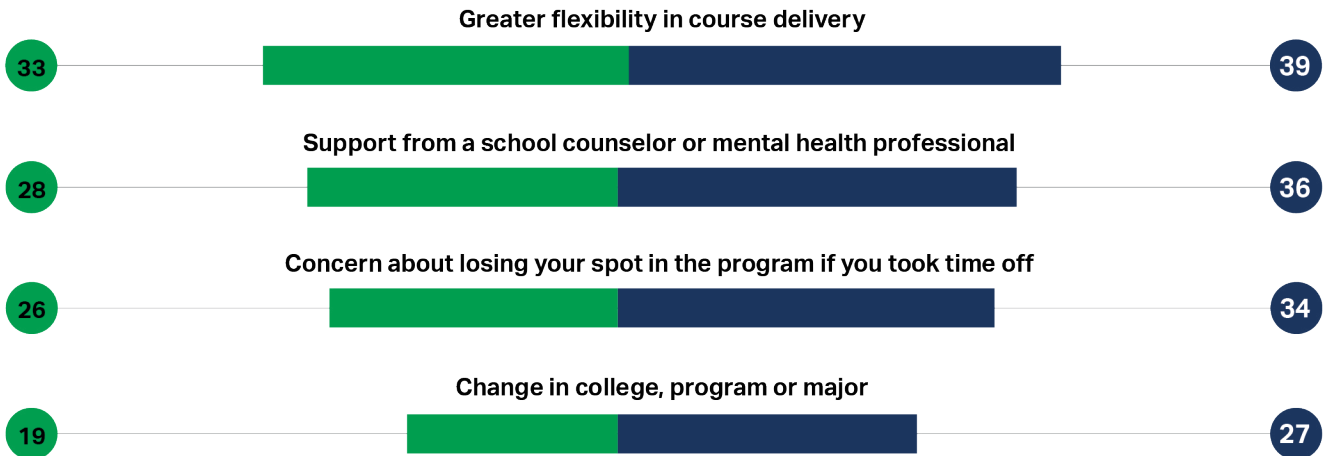 Greater flexibility in course delivery
33 39
Support from a school counselor or mental health professional
28 36
Concern about losing your spot in the program if you took time off
26 34
Change in college, program or major
19 27